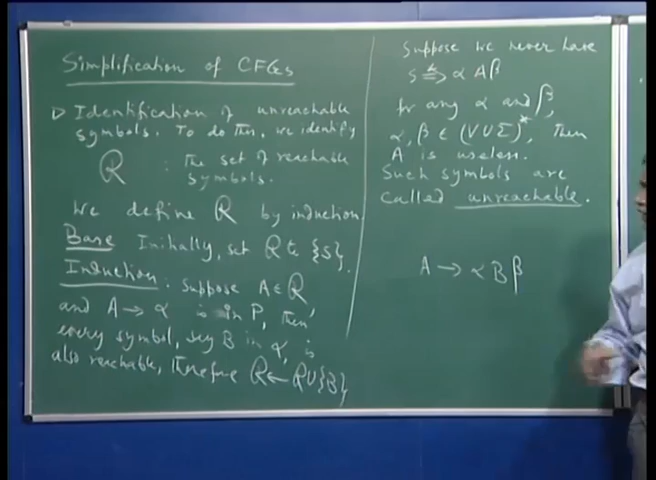 Simplification of CFGs
▷ Identification of unreachable
symbols. To do this, we identify
R : the set of reachable
symbols.
We define R by induction
Base Initially, set R to {S}.
Induction: Suppose A ∈ R,
and A → α is in P, then
every symbol, say B in α, is
also reachable, therefore R ← R ∪ {B}
Suppose we never have
S ⇒* α A β
for any α and β,
α, β ∈ (V ∪ Σ)*, then
A is useless.
Such symbols are
called unreachable.
A → α B β